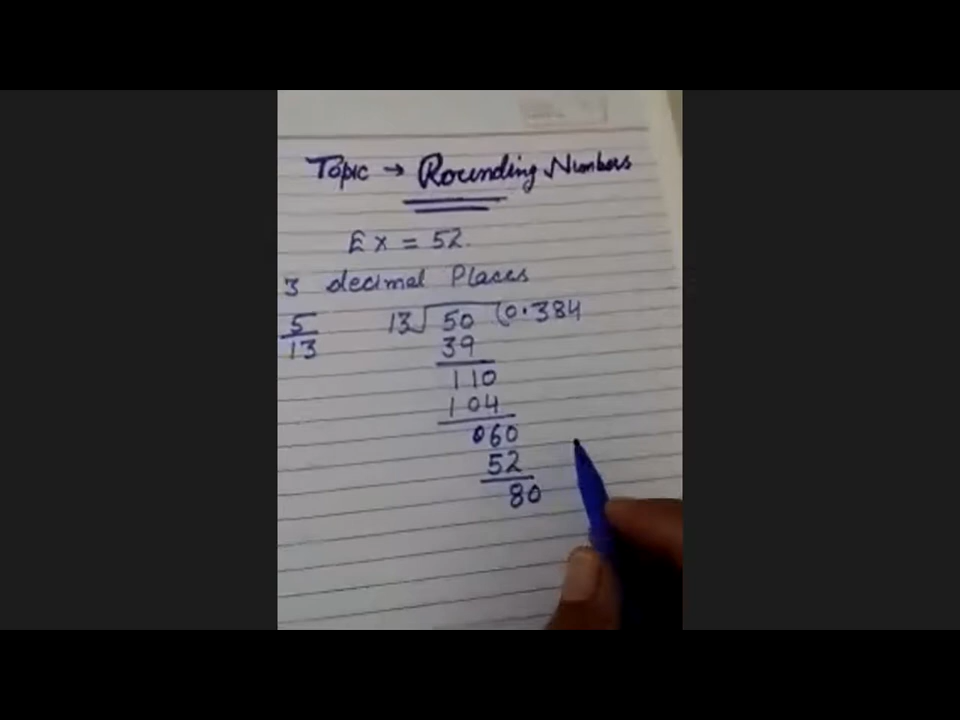 Topic → Rounding Numbers
Ex = 52.
3 decimal Places
5/13 13√50 (0.384
39
110
104
060
52
80